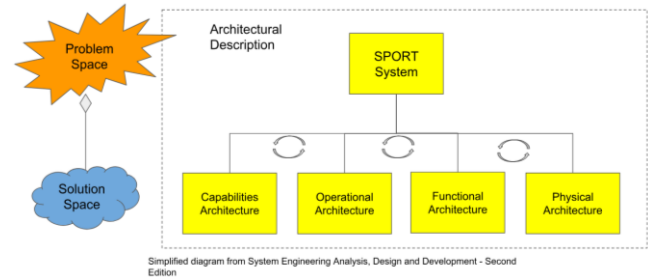 Problem
Space
Architectural
Description
SPORT
System
Solution
Space
Capabilities
Architecture
Operational
Architecture
Functional
Architecture
Physical
Architecture
Simplified diagram from System Engineering Analysis, Design and Development - Second
Edition